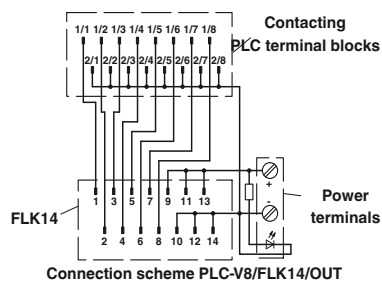 Contacting
PLC terminal blocks
1/1 1/2 1/3 1/4 1/5 1/6 1/7 1/8
2/1 2/2 2/3 2/4 2/5 2/6 2/7 2/8
FLK14
1 3 5 7 9 11 13
2 4 6 8 10 12 14
+
-
Power
terminals
Connection scheme PLC-V8/FLK14/OUT